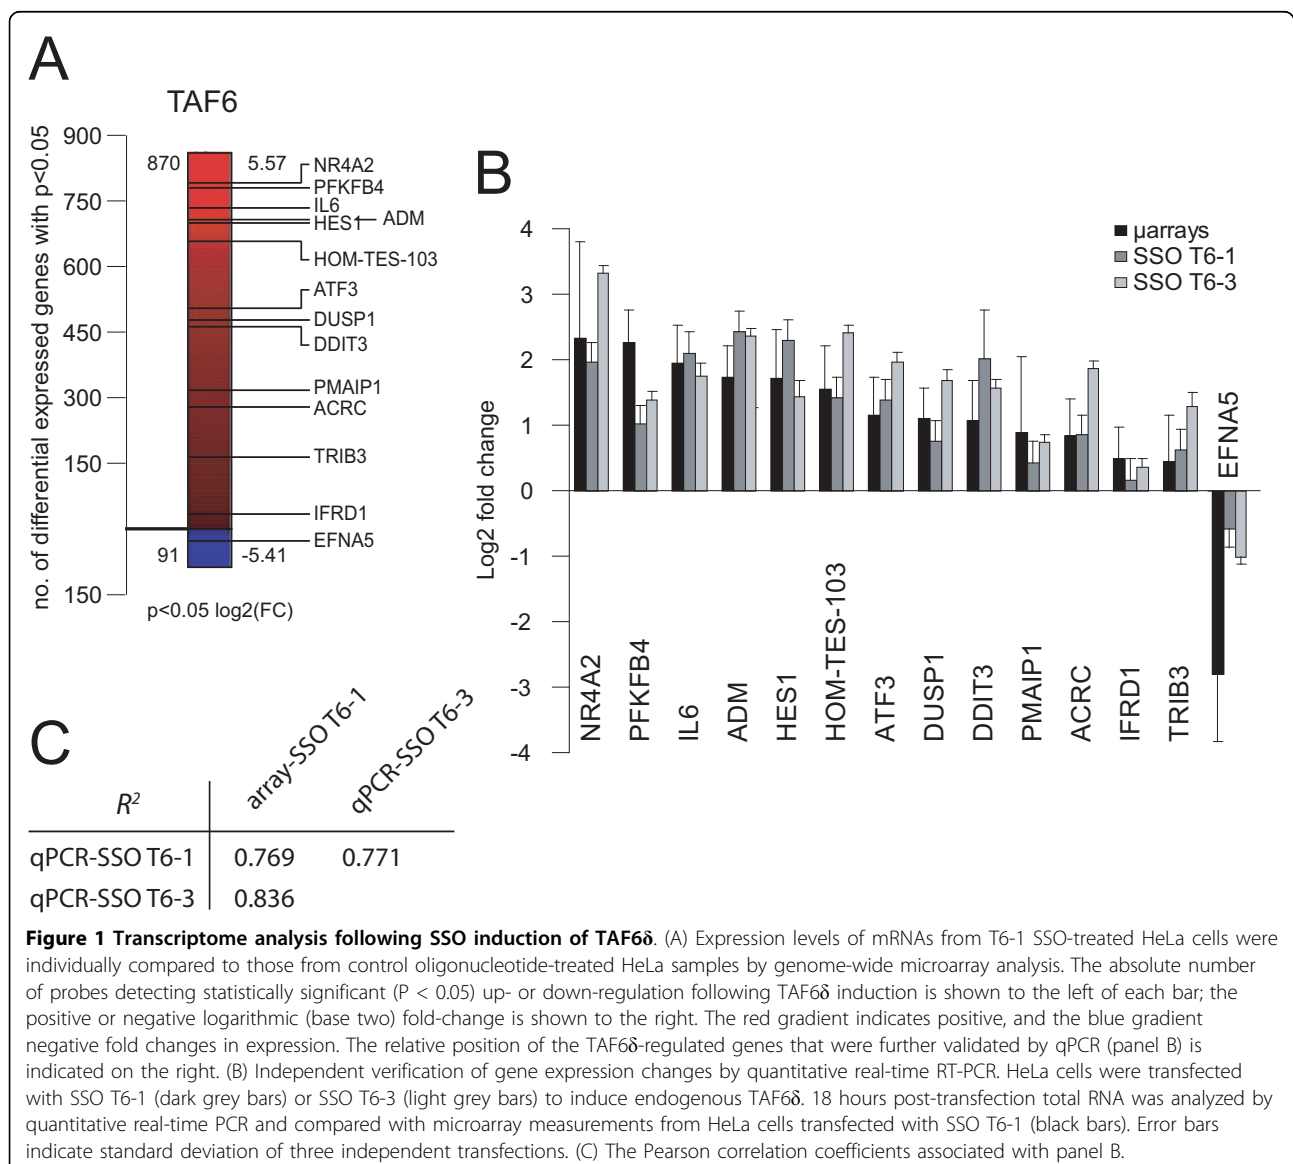 A
TAF6
no. of differential expressed genes with p<0.05
900
750
600
450
300
150
150
870
5.57
91
-5.41
NR4A2
PFKFB4
IL6
ADM
HES1
HOM-TES-103
ATF3
DUSP1
DDIT3
PMAIP1
ACRC
TRIB3
IFRD1
EFNA5
p<0.05 log2(FC)
B
µarrays
SSO T6-1
SSO T6-3
Log2 fold change
4
3
2
1
0
-1
-2
-3
-4
NR4A2
PFKFB4
IL6
ADM
HES1
HOM-TES-103
ATF3
DUSP1
DDIT3
PMAIP1
ACRC
IFRD1
TRIB3
EFNA5
C
R² array-SSO T6-1 qPCR-SSO T6-3
qPCR-SSO T6-1 0.769 0.771
qPCR-SSO T6-3 0.836
Figure 1 Transcriptome analysis following SSO induction of TAF6δ. (A) Expression levels of mRNAs from T6-1 SSO-treated HeLa cells were
individually compared to those from control oligonucleotide-treated HeLa samples by genome-wide microarray analysis. The absolute number
of probes detecting statistically significant (P < 0.05) up- or down-regulation following TAF6δ induction is shown to the left of each bar; the
positive or negative logarithmic (base two) fold-change is shown to the right. The red gradient indicates positive, and the blue gradient
negative fold changes in expression. The relative position of the TAF6δ-regulated genes that were further validated by qPCR (panel B) is
indicated on the right. (B) Independent verification of gene expression changes by quantitative real-time RT-PCR. HeLa cells were transfected
with SSO T6-1 (dark grey bars) or SSO T6-3 (light grey bars) to induce endogenous TAF6δ. 18 hours post-transfection total RNA was analyzed by
quantitative real-time PCR and compared with microarray measurements from HeLa cells transfected with SSO T6-1 (black bars). Error bars
indicate standard deviation of three independent transfections. (C) The Pearson correlation coefficients associated with panel B.